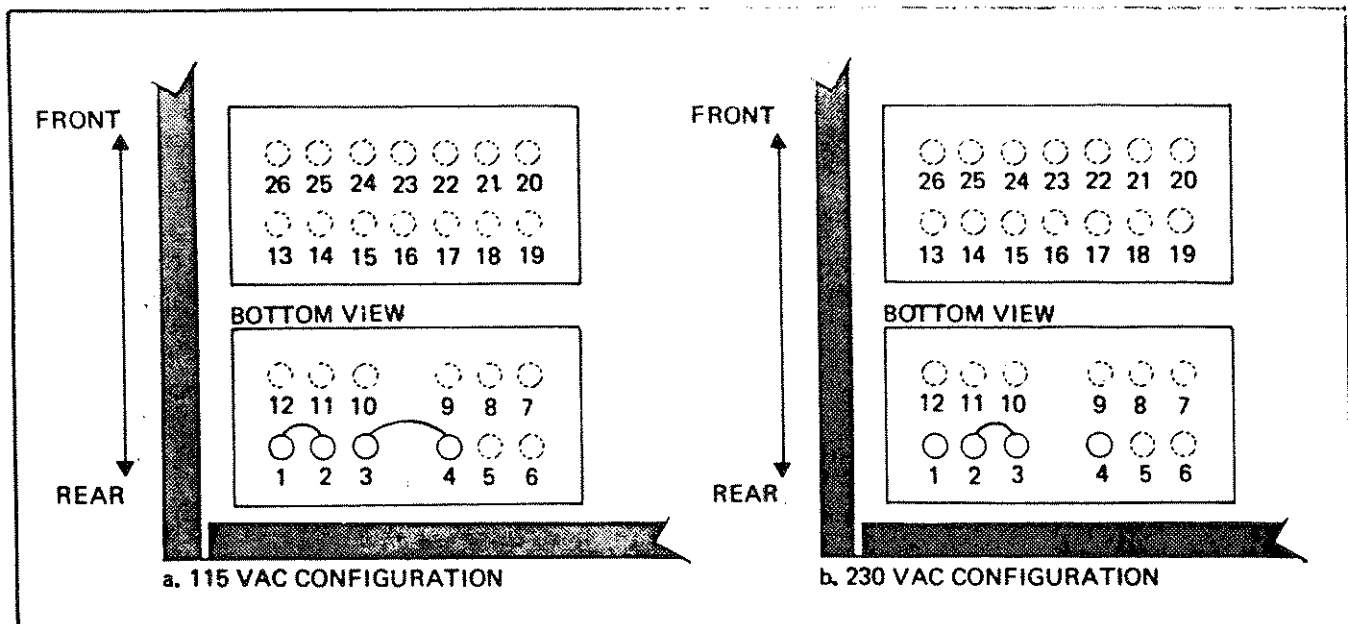 FRONT
26 25 24 23 22 21 20
13 14 15 16 17 18 19
BOTTOM VIEW
12 11 10 9 8 7
1 2 3 4 5 6
REAR
a. 115 VAC CONFIGURATION
FRONT
26 25 24 23 22 21 20
13 14 15 16 17 18 19
BOTTOM VIEW
12 11 10 9 8 7
1 2 3 4 5 6
REAR
b. 230 VAC CONFIGURATION